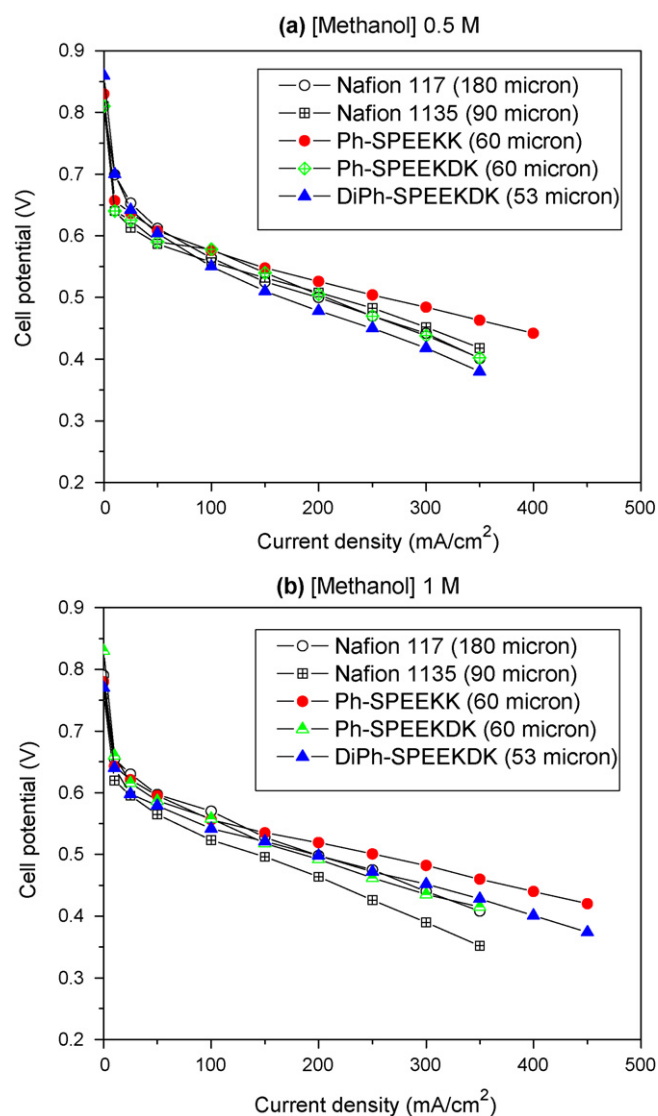 (a) [Methanol] 0.5 M
0.9
0.8
0.7
0.6
0.5
0.4
0.3
0.2
Cell potential (V)
Nafion 117 (180 micron)
Nafion 1135 (90 micron)
Ph-SPEEKK (60 micron)
Ph-SPEEKDK (60 micron)
DiPh-SPEEKDK (53 micron)
0 100 200 300 400 500
Current density (mA/cm²)
(b) [Methanol] 1 M
0.9
0.8
0.7
0.6
0.5
0.4
0.3
0.2
Cell potential (V)
Nafion 117 (180 micron)
Nafion 1135 (90 micron)
Ph-SPEEKK (60 micron)
Ph-SPEEKDK (60 micron)
DiPh-SPEEKDK (53 micron)
0 100 200 300 400 500
Current density (mA/cm²)